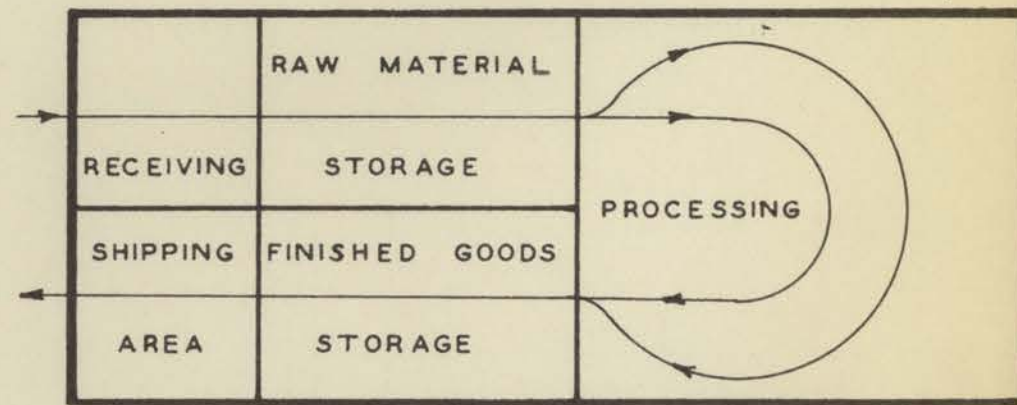 RAW MATERIAL
RECEIVING STORAGE
PROCESSING
SHIPPING FINISHED GOODS
AREA STORAGE